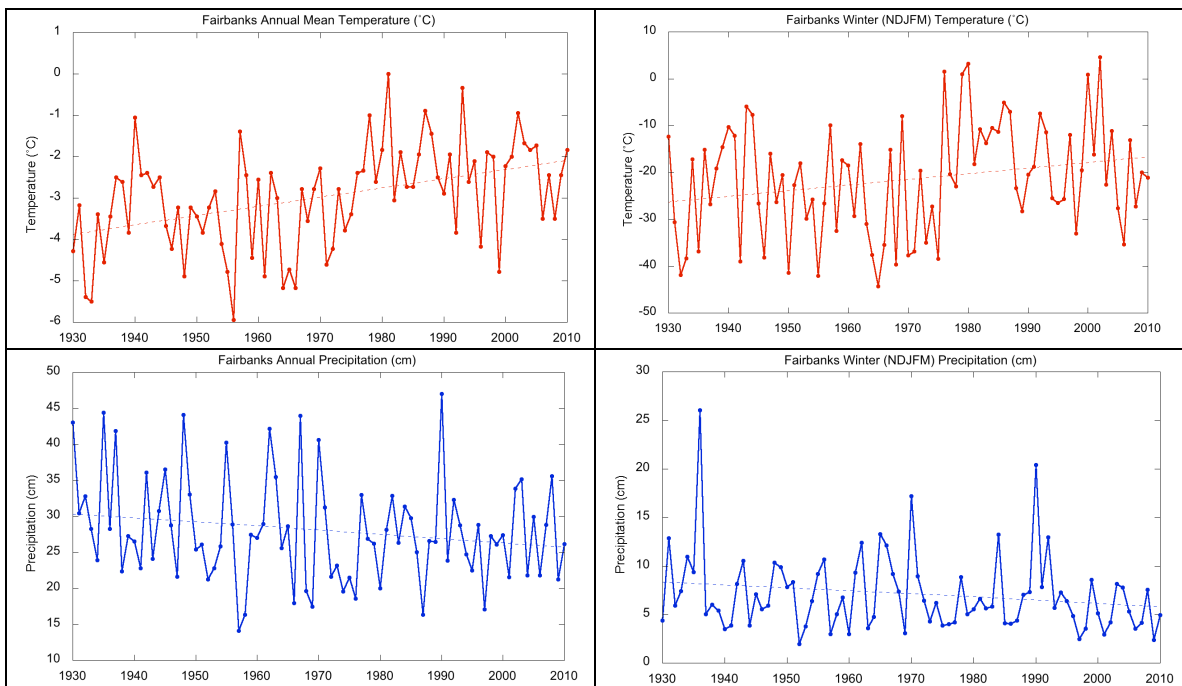 Fairbanks Annual Mean Temperature (˚C)
1
0
-1
-2
-3
-4
-5
-6
Temperature (˚C)
1930 1940 1950 1960 1970 1980 1990 2000 2010
Fairbanks Winter (NDJFM) Temperature (˚C)
10
0
-10
-20
-30
-40
-50
Temperature (˚C)
1930 1940 1950 1960 1970 1980 1990 2000 2010
Fairbanks Annual Precipitation (cm)
50
45
40
35
30
25
20
15
10
Precipitation (cm)
1930 1940 1950 1960 1970 1980 1990 2000 2010
Fairbanks Winter (NDJFM) Precipitation (cm)
30
25
20
15
10
5
0
Precipitation (cm)
1930 1940 1950 1960 1970 1980 1990 2000 2010